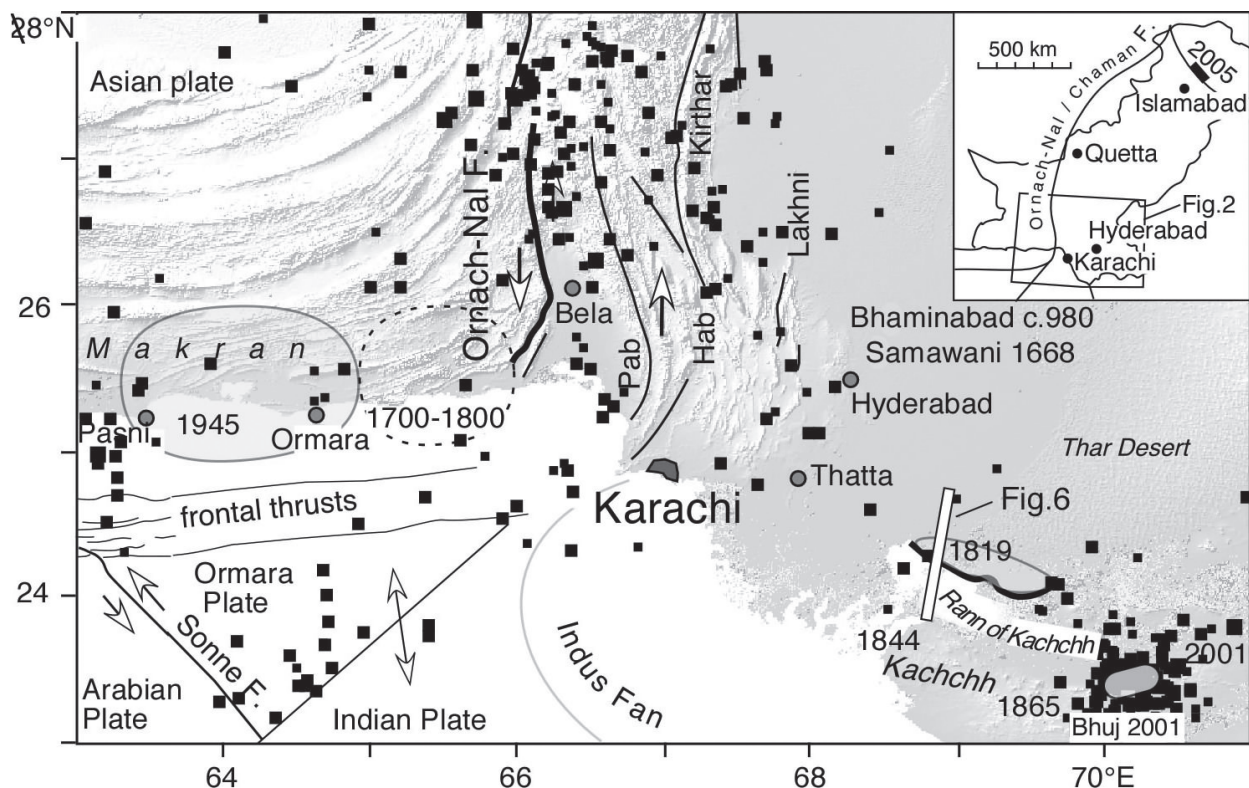 28°N
Asian plate
Ornach-Nal F.
Kirthar
Lakhni
500 km
Ornach-Nal / Chaman F.
2005
Islamabad
Quetta
Fig.2
Hyderabad
Karachi
26
Makran
Bela
Pab
Hab
Bhaminabad c.980
Samawani 1668
Hyderabad
Pasni
1945
Ormara
1700-1800
Thatta
Thar Desert
frontal thrusts
Karachi
Fig.6
1819
24
Ormara
Plate
Sonne F.
Arabian
Plate
Indian Plate
Indus Fan
1844
Rann of Kachchh
Kachchh
2001
1865
Bhuj 2001
64
66
68
70°E